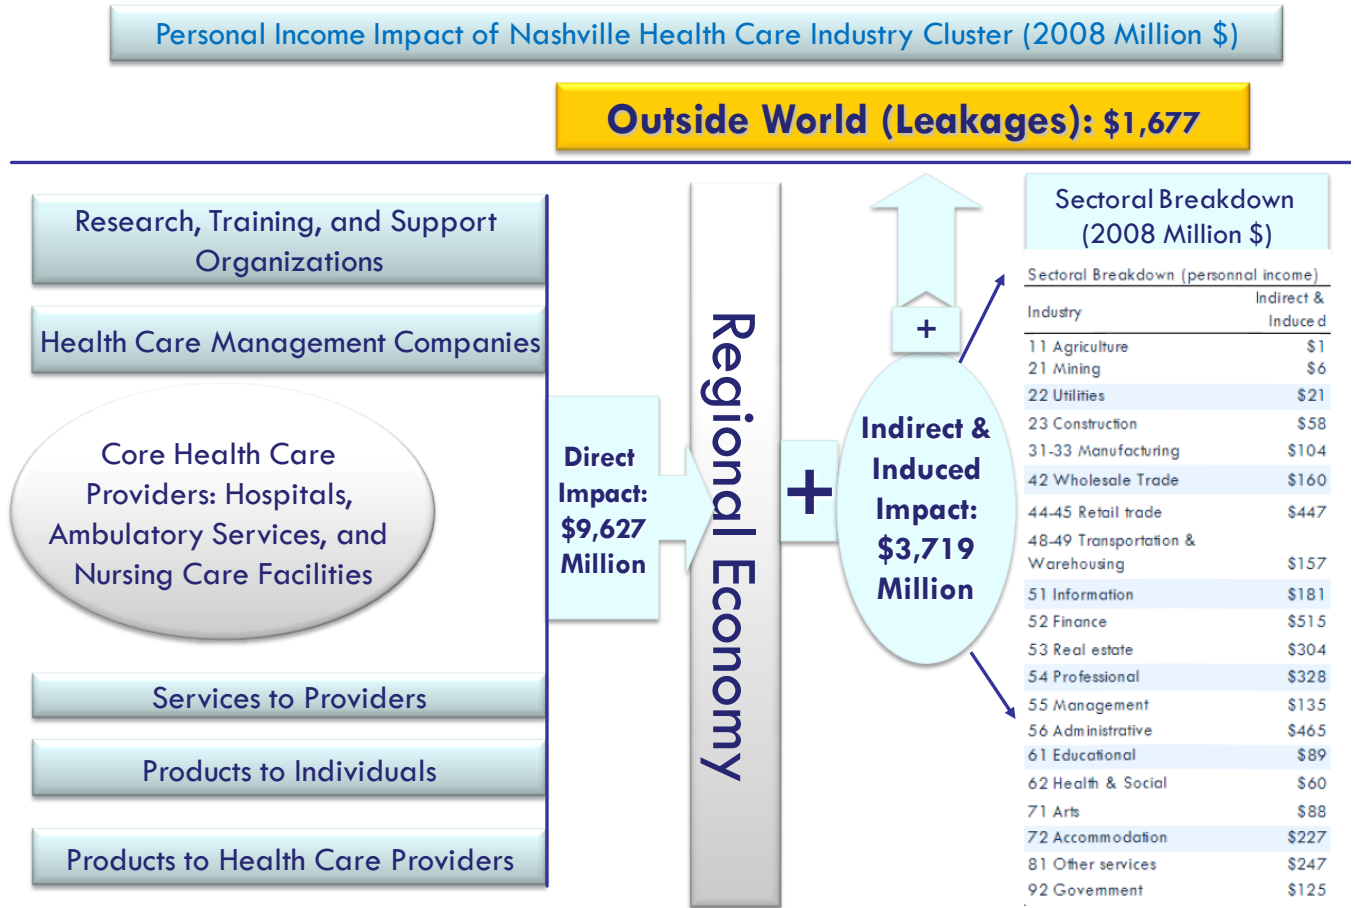 Personal Income Impact of Nashville Health Care Industry Cluster (2008 Million $)
Outside World (Leakages): $1,677
Research, Training, and Support
Organizations
Health Care Management Companies
Core Health Care
Providers: Hospitals,
Ambulatory Services, and
Nursing Care Facilities
Services to Providers
Products to Individuals
Products to Health Care Providers
Direct
Impact:
$9,627
Million
Regional Economy
+
Indirect &
Induced
Impact:
$3,719
Million
+
Sectoral Breakdown
(2008 Million $)
Sectoral Breakdown (personnal income)
Industry Indirect & Induced
11 Agriculture $1
21 Mining $6
22 Utilities $21
23 Construction $58
31-33 Manufacturing $104
42 Wholesale Trade $160
44-45 Retail trade $447
48-49 Transportation &
Warehousing $157
51 Information $181
52 Finance $515
53 Real estate $304
54 Professional $328
55 Management $135
56 Administrative $465
61 Educational $89
62 Health & Social $60
71 Arts $88
72 Accommodation $227
81 Other services $247
92 Government $125